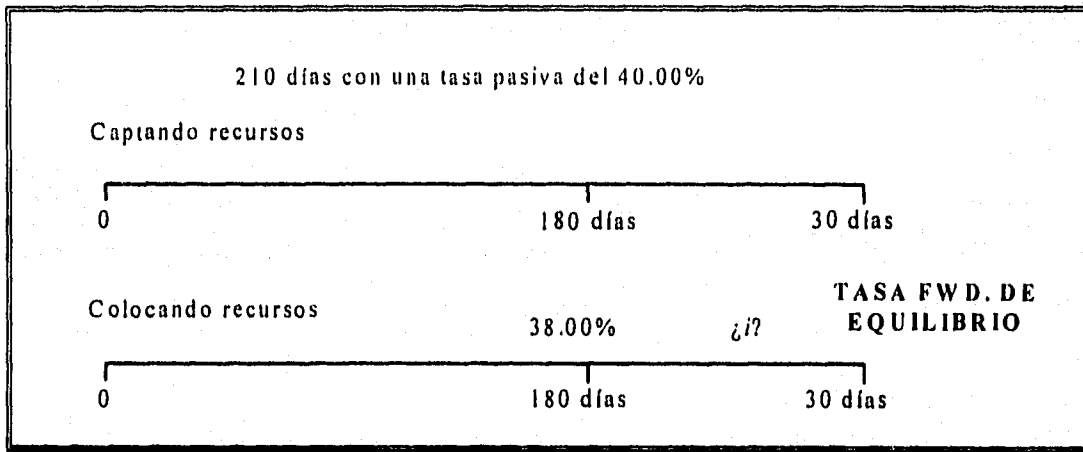 210 días con una tasa pasiva del 40.00%
Captando recursos
0 180 días 30 días
Colocando recursos
38.00% ¿i?
TASA FWD. DE
EQUILIBRIO
0 180 días 30 días